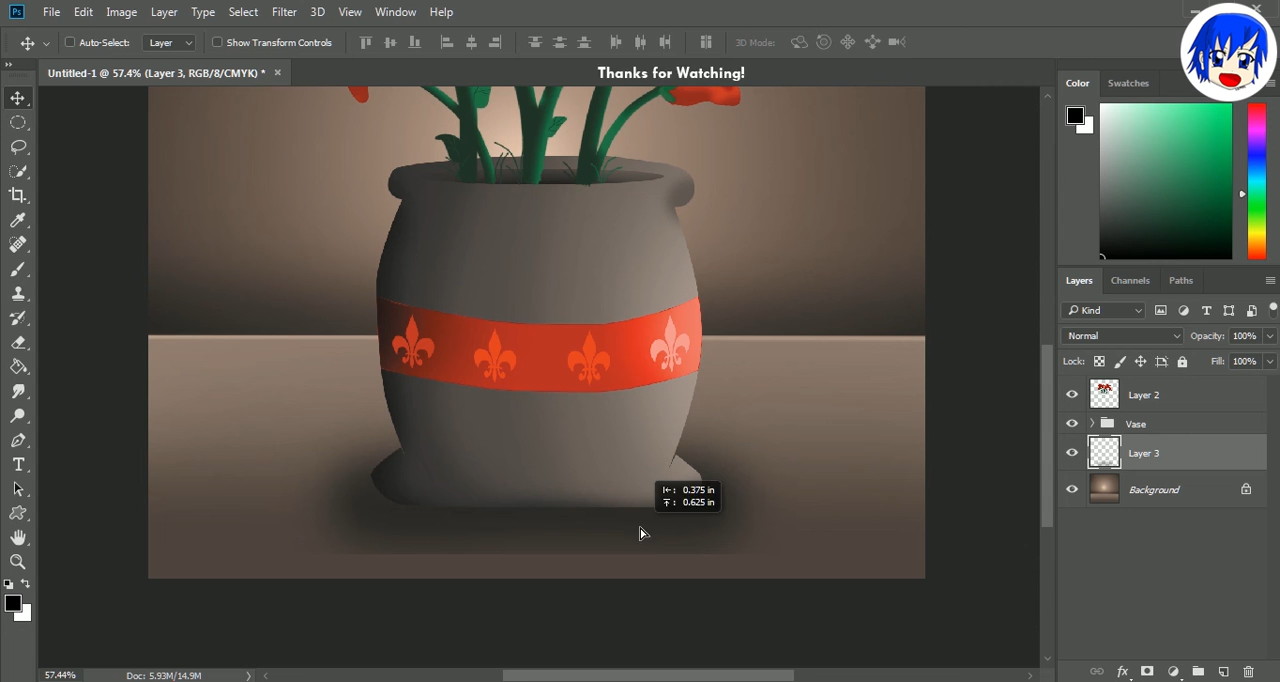 Ps File Edit Image Layer Type Select Filter 3D View Window Help
Auto-Select: Layer Show Transform Controls 3D Mode:
Untitled-1 @ 57.4% (Layer 3, RGB/8/CMYK) * ×
Thanks for Watching!
Color Swatches
Layers Channels Paths
Kind
Normal Opacity: 100%
Lock: Fill: 100%
Layer 2
Vase
Layer 3
Background
0.375 in
0.625 in
57.44% Doc: 5.93M/14.9M